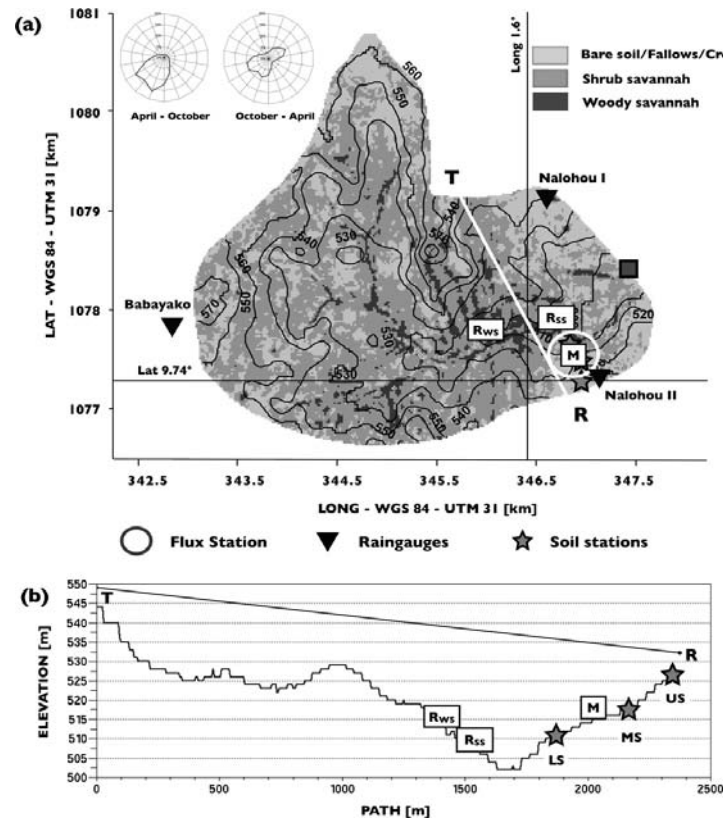 (a)
1081
1080
1079
1078
1077
LAT - WGS 84 - UTM 31 [km]
April - October
October - April
Long 1.6°
Bare soil/Fallows/Cro
Shrub savannah
Woody savannah
560
550
T
Nalohou I
540
570
540
530
560
550
570
Babayako
Rws
Rss
M
520
530
Lat 9.74°
530
Nalohou II
R
550
540
550
342.5 343.5 344.5 345.5 346.5 347.5
LONG - WGS 84 - UTM 31 [km]
Flux Station Raingauges Soil stations
(b)
550
545
540
535
530
525
520
515
510
505
500
ELEVATION [m]
T
R
Rws
Rss
LS
M
MS
US
0 500 1000 1500 2000 2500
PATH [m]